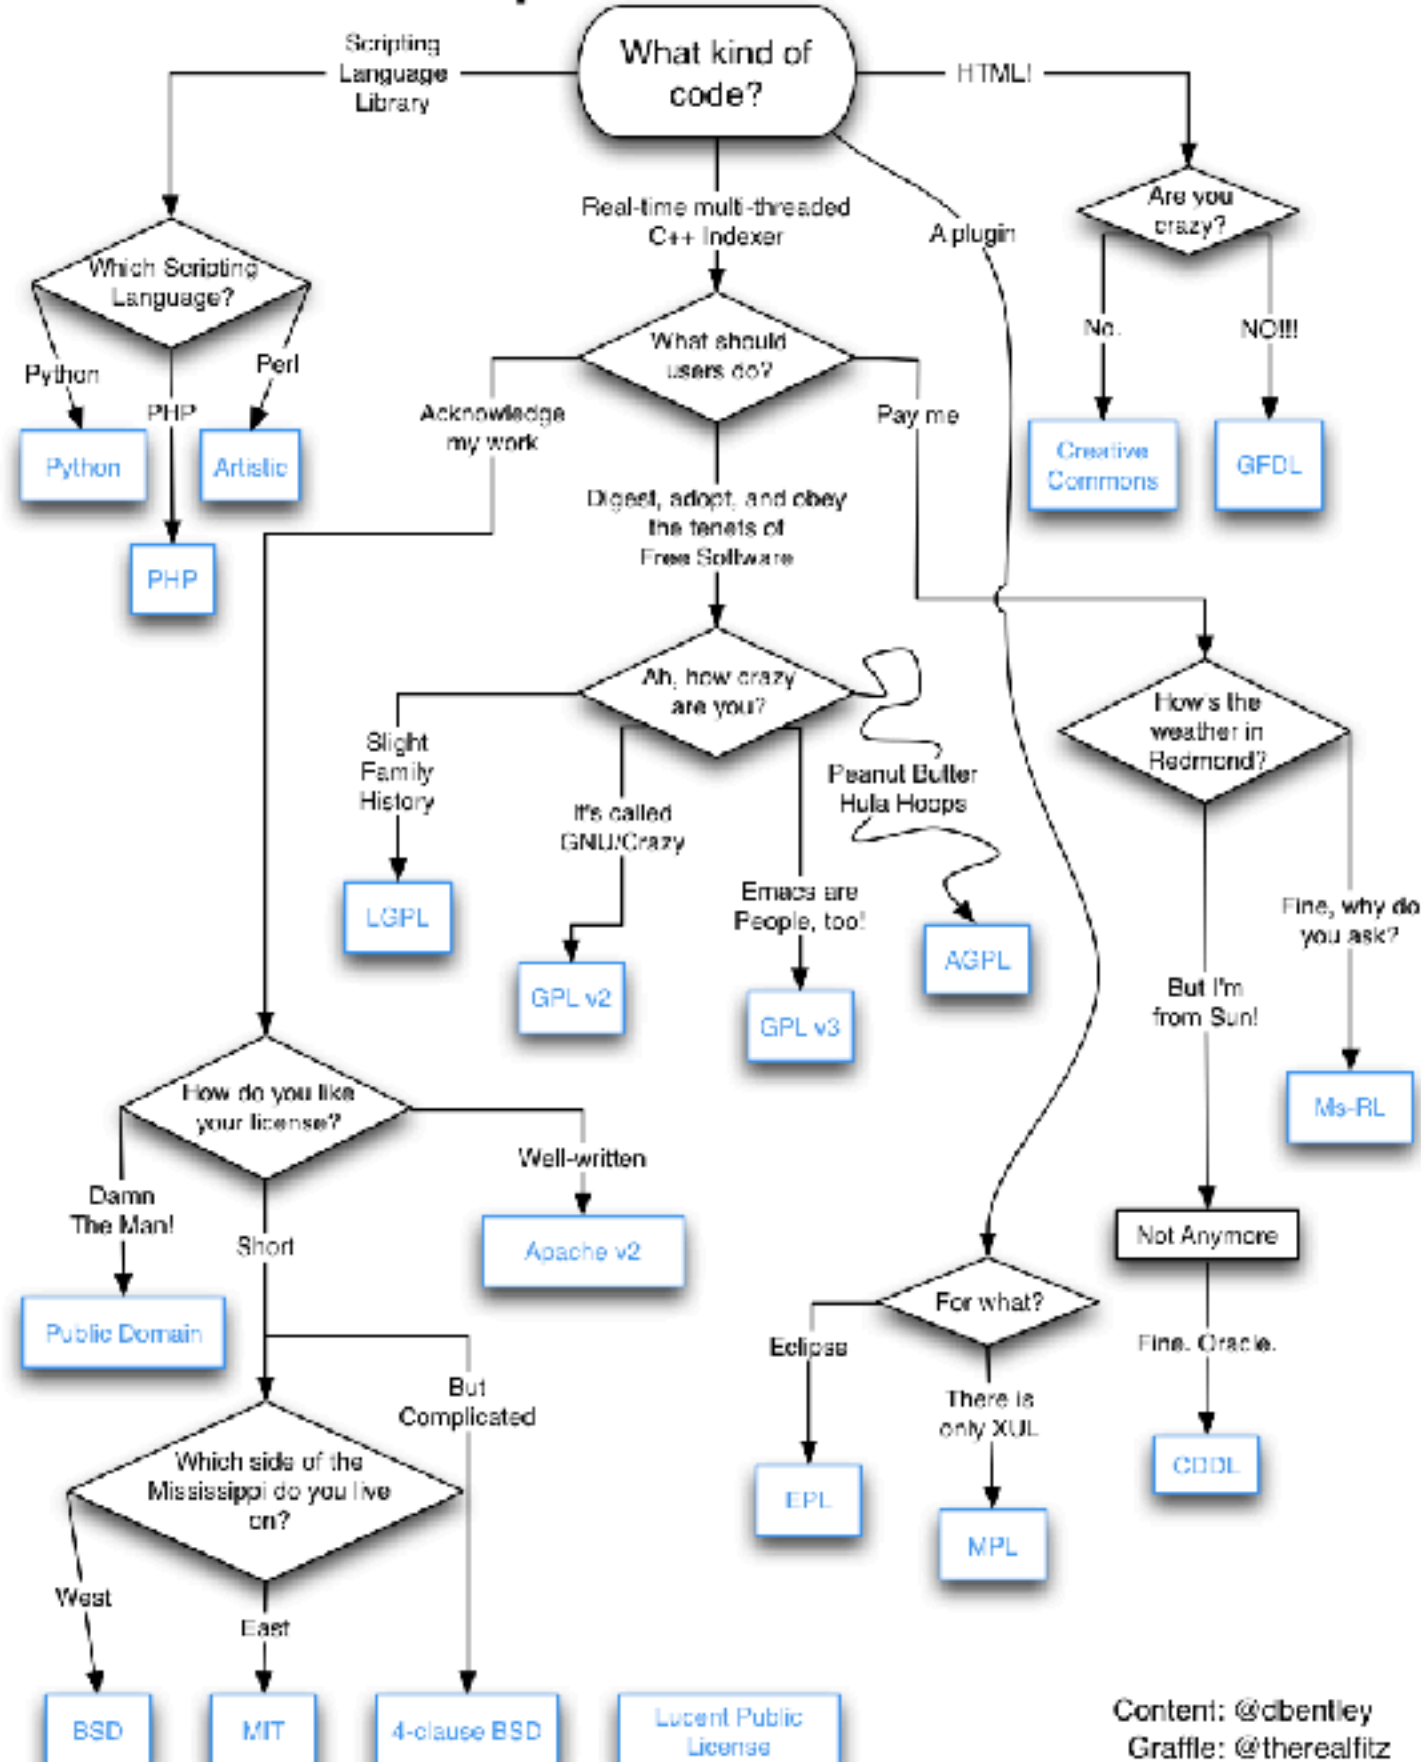 What kind of
code?
Scripting
Language
Library
HTML!
Real-time multi-threaded
C++ Indexer
A plugin
Are you
crazy?
Which Scripting
Language?
No.
NO!!!
What should
users do?
Python
Perl
PHP
Acknowledge
my work
Pay me
Python
Artistic
Creative
Commons
GFDL
Digest, adopt, and obey
the tenets of
Free Software
PHP
Ah, how crazy
are you?
How's the
weather in
Redmond?
Slight
Family
History
Peanut Butter
Hula Hoops
It's called
GNU/Crazy
Emacs are
People, too!
Fine, why do
you ask?
LGPL
AGPL
GPL v2
GPL v3
But I'm
from Sun!
How do you like
your license?
Ms-RL
Well-written
Damn
The Man!
Short
Apache v2
Not Anymore
Public Domain
For what?
Eclipse
Fine. Oracle.
But
Complicated
There is
only XUL
Which side of the
Mississippi do you live
on?
CDDL
EPL
MPL
West
East
BSD
MIT
4-clause BSD
Lucent Public
License
Content: @dbentley
Graffle: @therealfitz